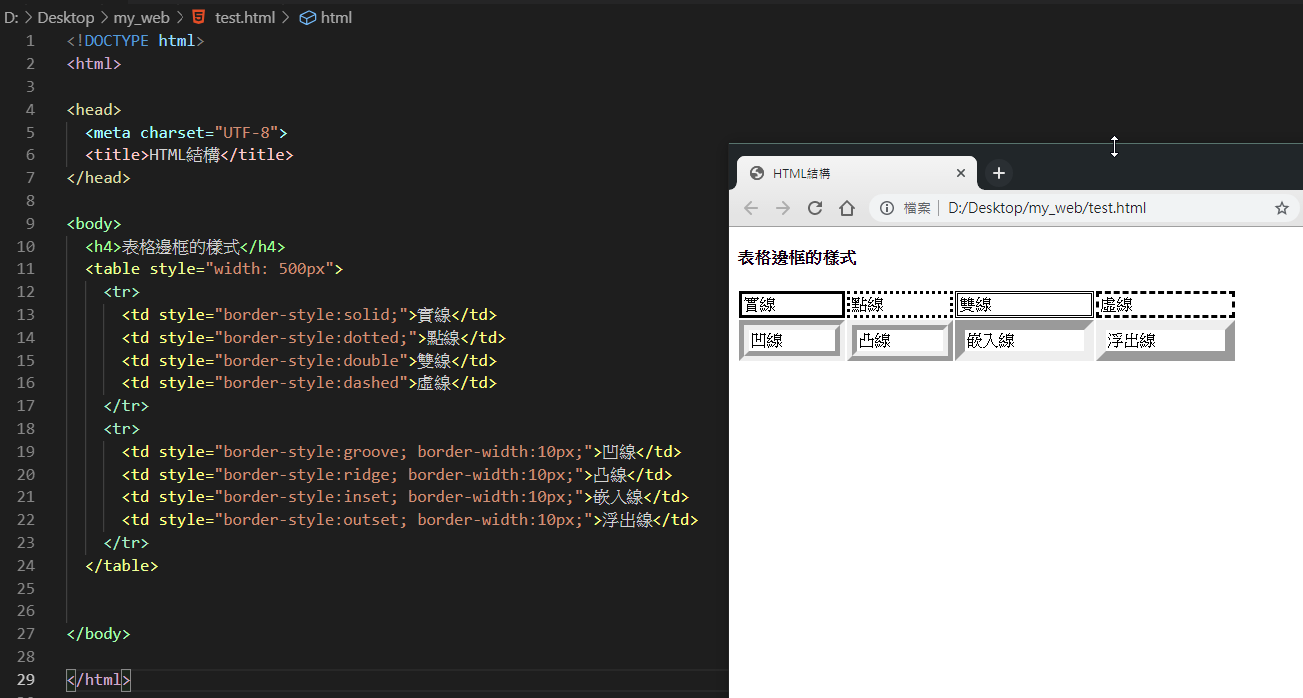 D: > Desktop > my_web > test.html > html
1 <!DOCTYPE html>
2 <html>
3
4 <head>
5 <meta charset="UTF-8">
6 <title>HTML結構</title>
7 </head>
8
9 <body>
10 <h4>表格邊框的樣式</h4>
11 <table style="width: 500px">
12 <tr>
13 <td style="border-style:solid;">實線</td>
14 <td style="border-style:dotted;">點線</td>
15 <td style="border-style:double">雙線</td>
16 <td style="border-style:dashed">虛線</td>
17 </tr>
18 <tr>
19 <td style="border-style:groove; border-width:10px;">凹線</td>
20 <td style="border-style:ridge; border-width:10px;">凸線</td>
21 <td style="border-style:inset; border-width:10px;">嵌入線</td>
22 <td style="border-style:outset; border-width:10px;">浮出線</td>
23 </tr>
24 </table>
25
26
27 </body>
28
29 </html>
HTML結構
檔案 | D:/Desktop/my_web/test.html
表格邊框的樣式
實線 點線 雙線 虛線
凹線 凸線 嵌入線 浮出線